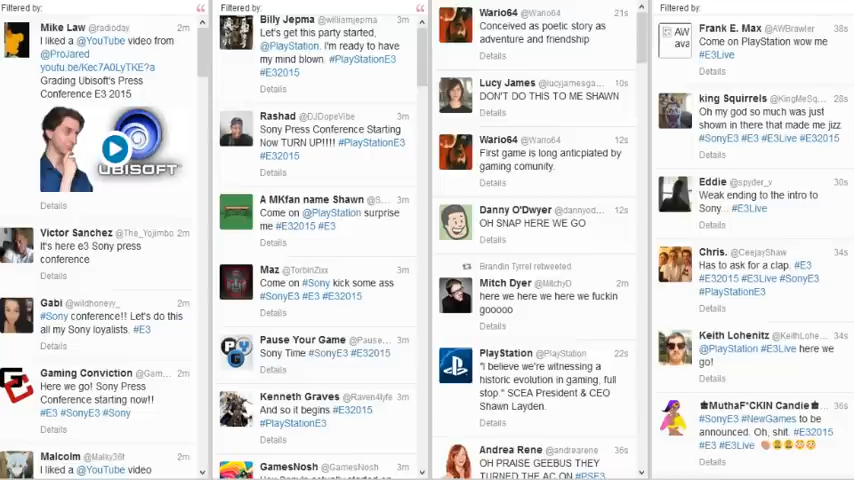 Filtered by:
Mike Law @radioday 2m
I liked a @YouTube video from
@ProJared
youtu.be/Kec7A0LyTKE?a
Grading Ubisoft's Press
Conference E3 2015
UBISOFT
Details
Victor Sanchez @The_Yojimbo 2m
It's here e3 Sony press
conference
Details
Gabi @wildhoney_ 2m
#Sony conference!! Let's do this
all my Sony loyalists. #E3
Details
Gaming Conviction @Gam... 2m
Here we go! Sony Press
Conference starting now!!
#E3 #SonyE3 #Sony
Details
Malcolm @Malky36f 2m
I liked a @YouTube video
Filtered by:
Billy Jepma @williamjepma 3m
Let's get this party started,
@PlayStation. I'm ready to have
my mind blown. #PlayStationE3
#E32015
Details
Rashad @DJDopeVibe 3m
Sony Press Conference Starting
Now TURN UP!!!! #PlayStationE3
#E32015
Details
A MKfan name Shawn @S... 3m
Come on @PlayStation surprise
me #E32015 #E3
Details
Maz @TorbinZixx 3m
Come on #Sony kick some ass
#SonyE3 #E3 #E32015
Details
Pause Your Game @Pause... 3m
Sony Time #SonyE3 #E32015
Details
Kenneth Graves @Raven4lyfe 3m
And so it begins #E32015
#PlayStationE3
Details
GamesNosh @GamesNosh 3m
Wario64 @Wario64 21s
Conceived as poetic story as
adventure and friendship
Details
Lucy James @lucyjamesga... 10s
DON'T DO THIS TO ME SHAWN
Details
Wario64 @Wario64 12s
First game is long anticpiated by
gaming comunity.
Details
Danny O'Dwyer @dannyod... 12s
OH SNAP HERE WE GO
Details
Brandin Tyrrel retweeted
Mitch Dyer @MitchyD 2m
here we here we here we fuckin
gooooo
Details
PlayStation @PlayStation 22s
"I believe we're witnessing a
historic evolution in gaming, full
stop." SCEA President & CEO
Shawn Layden.
Details
Andrea Rene @andrearene 36s
OH PRAISE GEEBUS THEY
TURNED THE AC ON #PSE3
Filtered by:
Frank E. Max @AWBrawler 38s
Come on PlayStation wow me
#E3Live
Details
king Squirrels @KingMeSq... 28s
Oh my god so much was just
shown in there that made me jizz
#SonyE3 #E3 #E3Live #E32015
Details
Eddie @spyder_y 30s
Weak ending to the intro to
Sony... #E3Live
Details
Chris. @CeejayShaw 34s
Has to ask for a clap. #E3
#E32015 #E3Live #SonyE3
#PlayStationE3
Details
Keith Lohenitz @KeithLohe... 34s
@PlayStation #E3Live here we
go!
Details
MuthaF*CKIN Candie 36s
#SonyE3 #NewGames to be
announced. Oh, shit. #E32015
#E3 #E3Live
Details